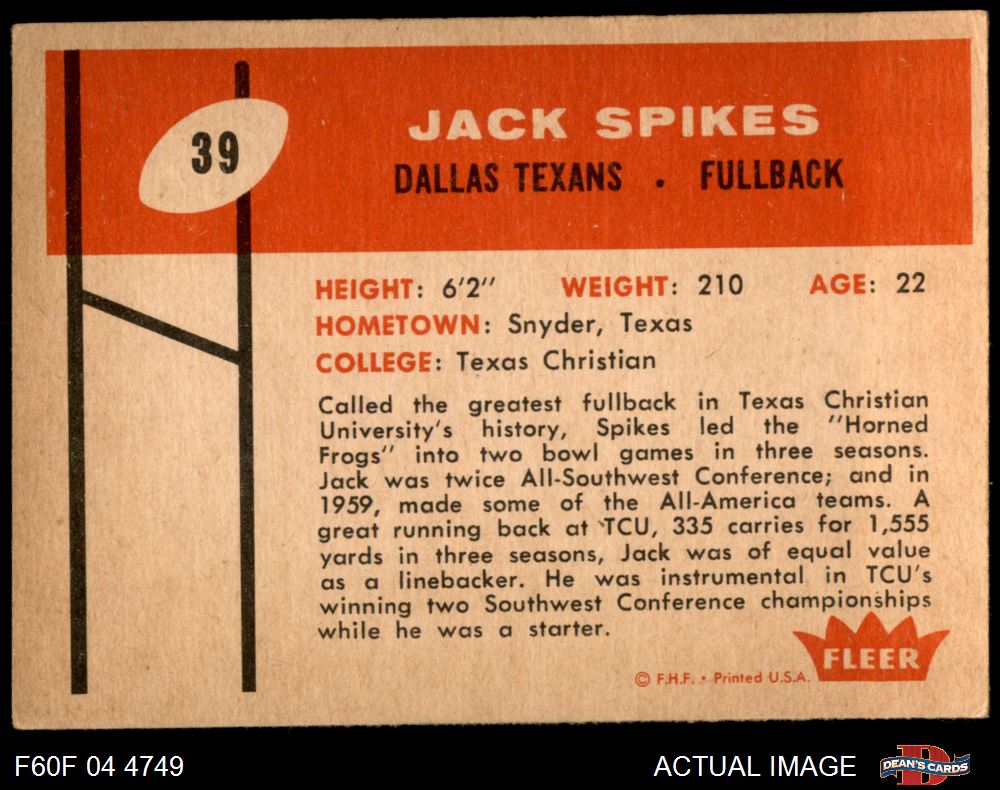 39
JACK SPIKES
DALLAS TEXANS . FULLBACK
HEIGHT: 6'2" WEIGHT: 210 AGE: 22
HOMETOWN: Snyder, Texas
COLLEGE: Texas Christian
Called the greatest fullback in Texas Christian
University's history, Spikes led the "Horned
Frogs" into two bowl games in three seasons.
Jack was twice All-Southwest Conference; and in
1959, made some of the All-America teams. A
great running back at TCU, 335 carries for 1,555
yards in three seasons, Jack was of equal value
as a linebacker. He was instrumental in TCU's
winning two Southwest Conference championships
while he was a starter.
FLEER
© F.H.F. • Printed U.S.A.
F60F 04 4749
ACTUAL IMAGE
D
DEAN'S CARDS